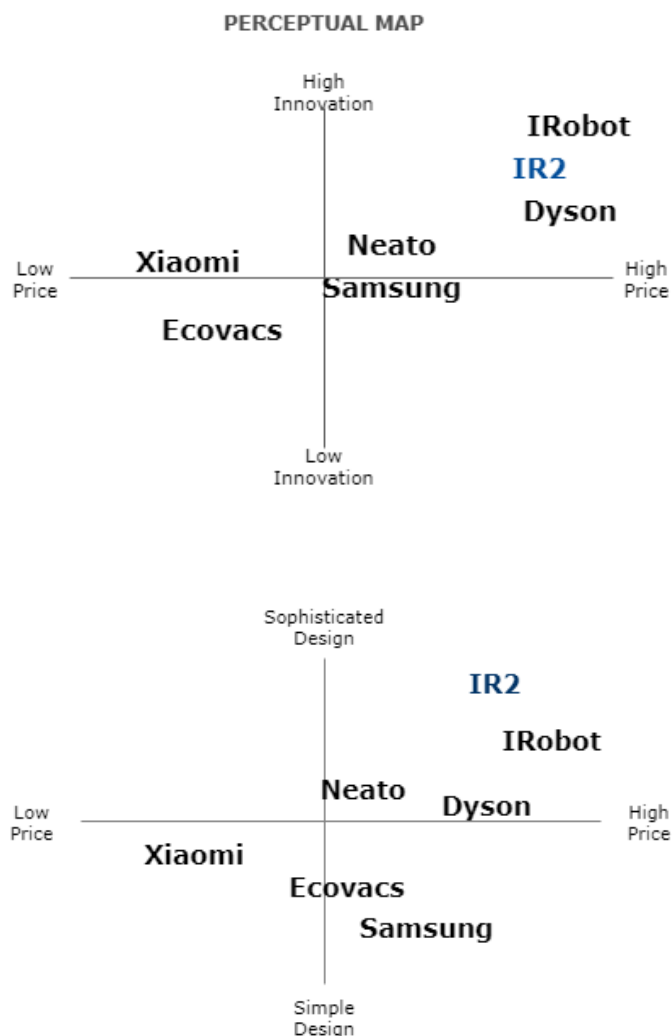 PERCEPTUAL MAP
High
Innovation
IRobot
IR2
Dyson
Neato
Xiaomi
Low
Price
High
Price
Samsung
Ecovacs
Low
Innovation
Sophisticated
Design
IR2
IRobot
Neato
Dyson
Low
Price
High
Price
Xiaomi
Ecovacs
Samsung
Simple
Design